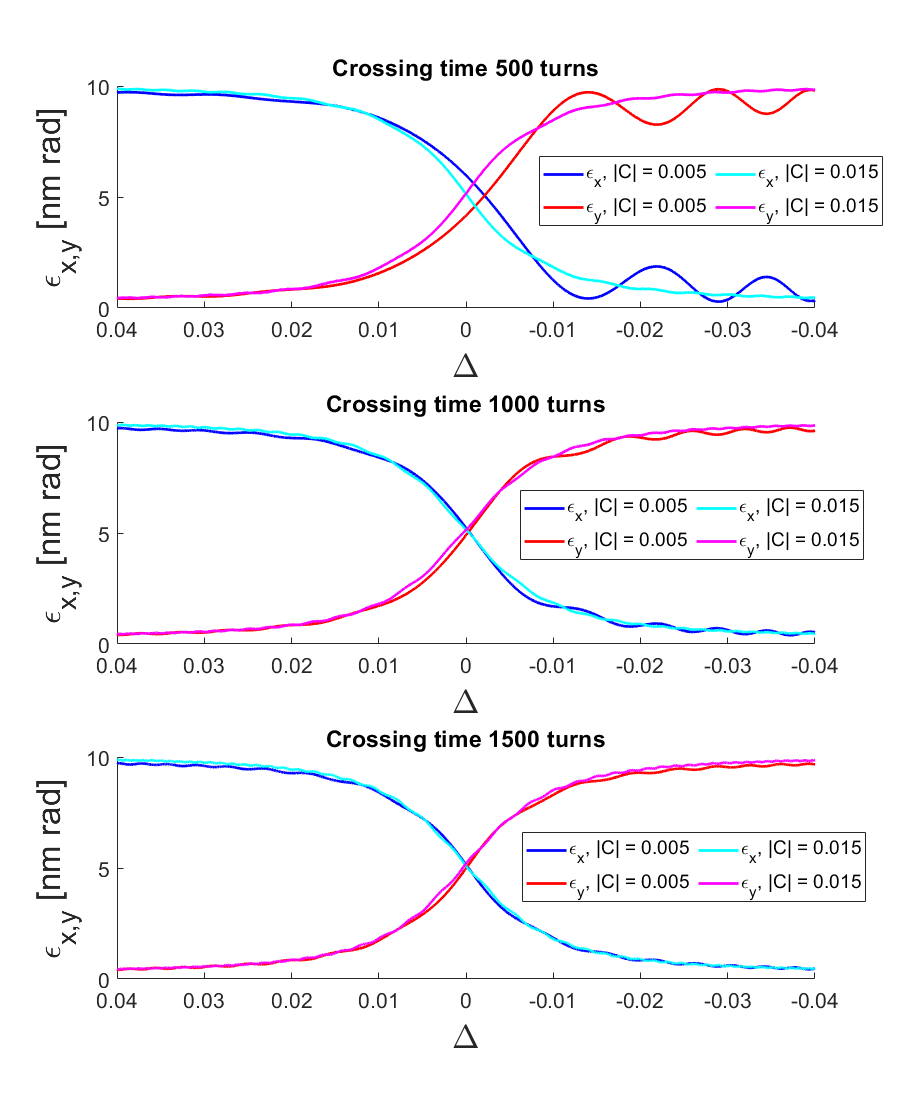 Crossing time 500 turns
10
5
0
ϵx,y [nm rad]
ϵx, |C| = 0.005 ϵx, |C| = 0.015
ϵy, |C| = 0.005 ϵy, |C| = 0.015
0.04 0.03 0.02 0.01 0 -0.01 -0.02 -0.03 -0.04
Δ
Crossing time 1000 turns
10
5
0
ϵx,y [nm rad]
ϵx, |C| = 0.005 ϵx, |C| = 0.015
ϵy, |C| = 0.005 ϵy, |C| = 0.015
0.04 0.03 0.02 0.01 0 -0.01 -0.02 -0.03 -0.04
Δ
Crossing time 1500 turns
10
5
0
ϵx,y [nm rad]
ϵx, |C| = 0.005 ϵx, |C| = 0.015
ϵy, |C| = 0.005 ϵy, |C| = 0.015
0.04 0.03 0.02 0.01 0 -0.01 -0.02 -0.03 -0.04
Δ